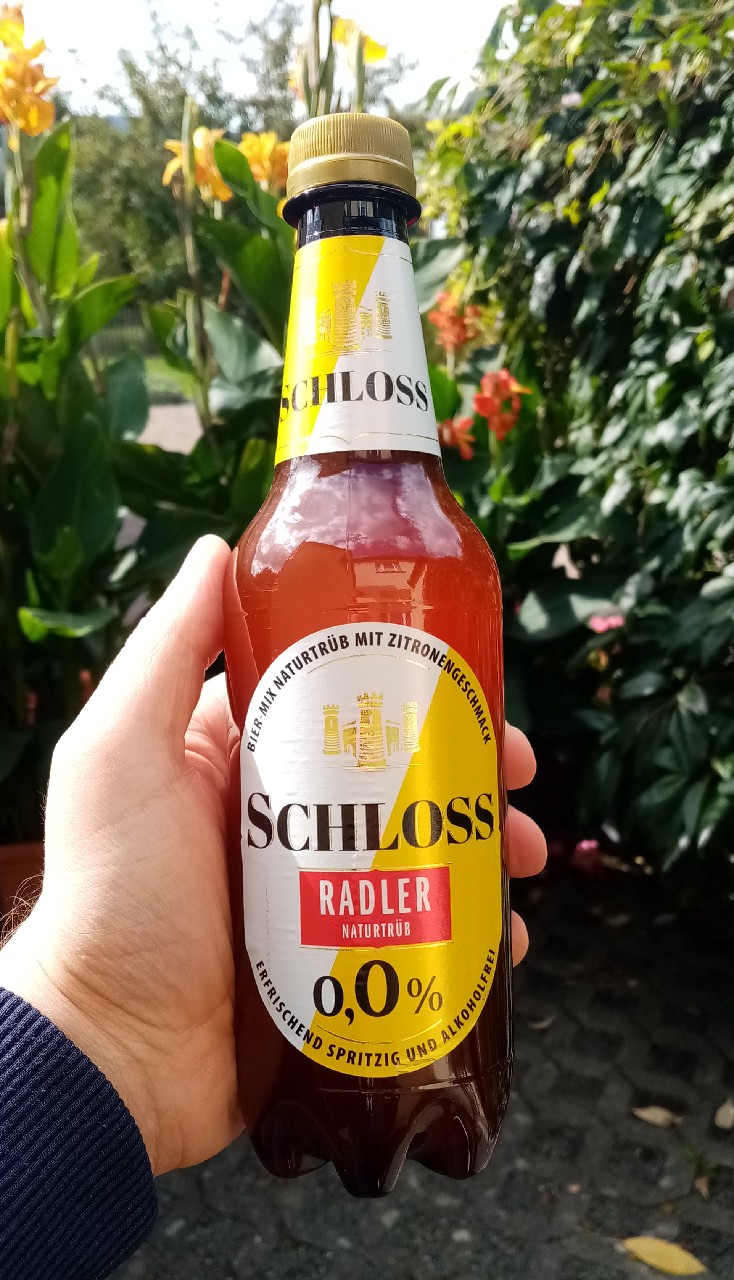 SCHLOSS
BIER-MIX NATURTRÜB MIT ZITRONENGESCHMACK
SCHLOSS
RADLER
NATURTRÜB
0,0%
ERFRISCHEND SPRITZIG UND ALKOHOLFREI